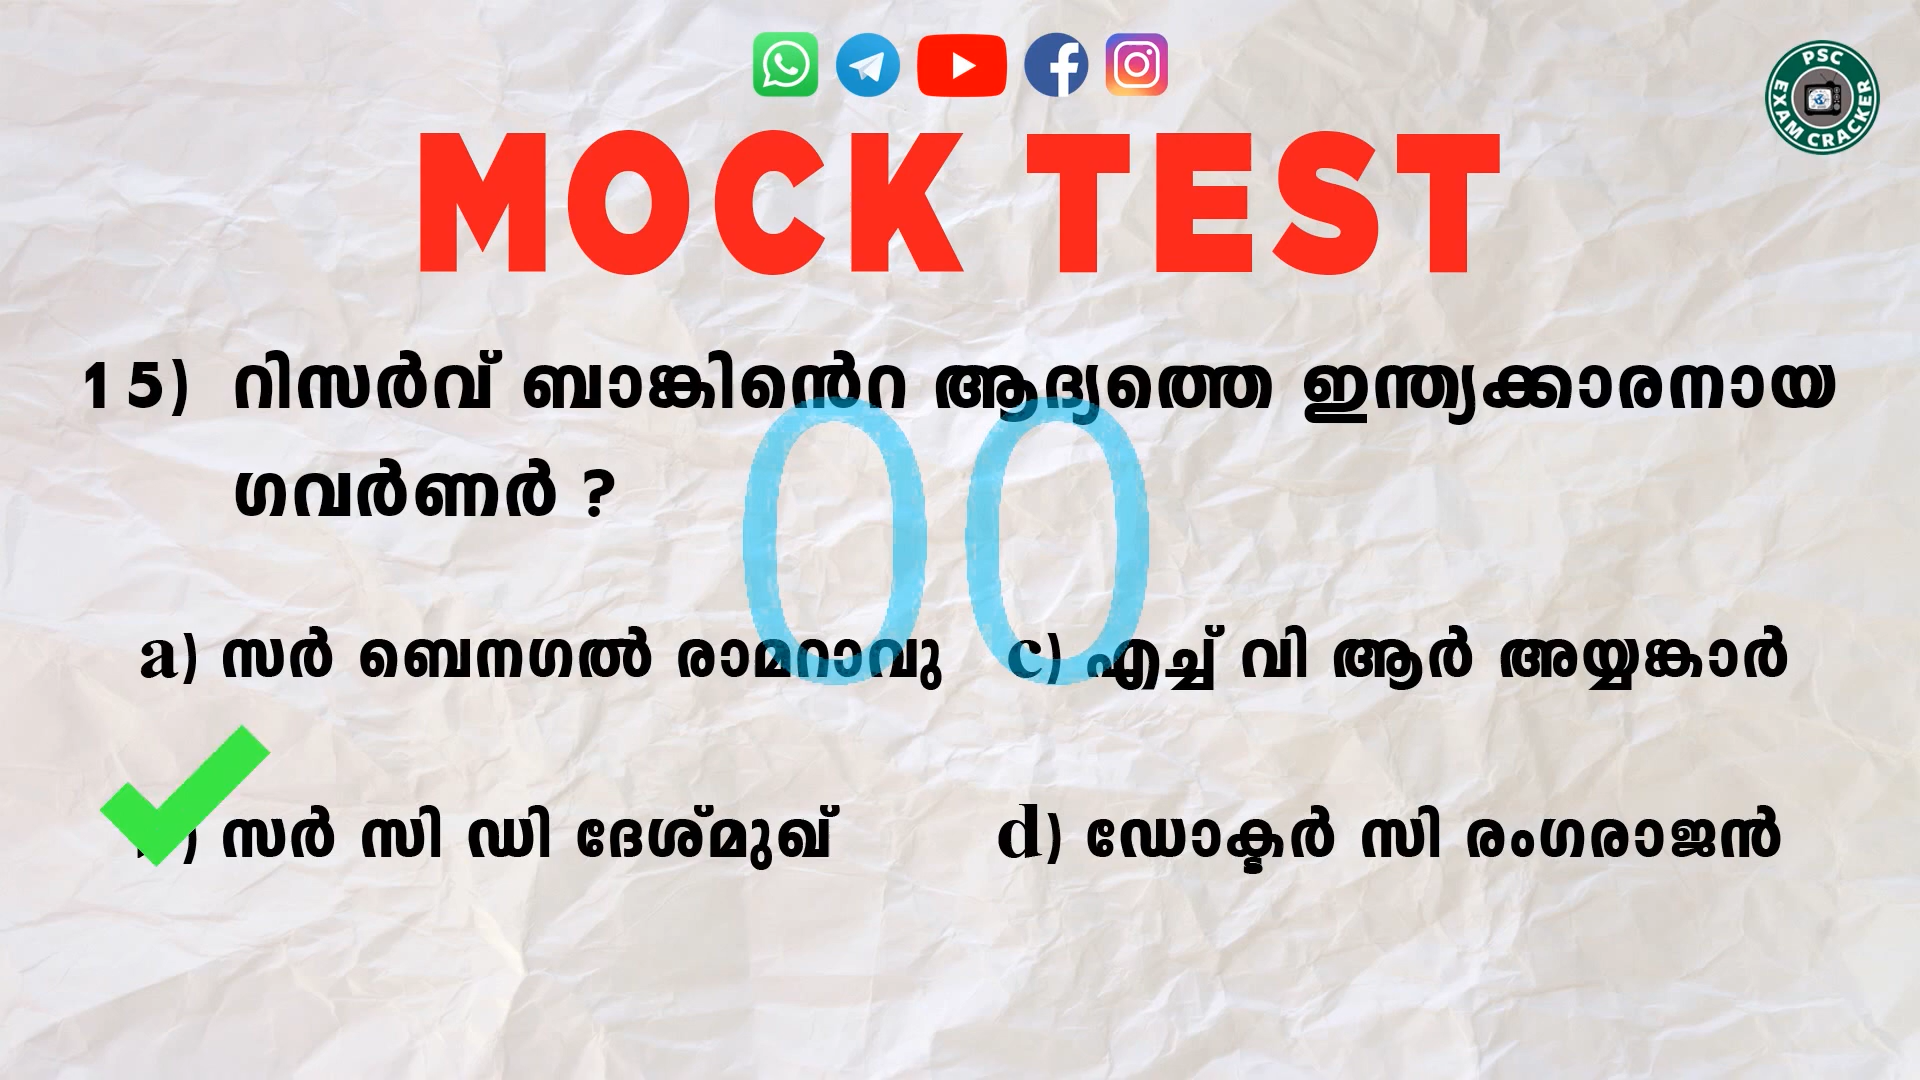 PSC EXAM CRACKER
MOCK TEST
15) റിസർവ് ബാങ്കിൻെറ ആദ്യത്തെ ഇന്ത്യക്കാരനായ
ഗവർണർ ?
00
a) സർ ബെനഗൽ രാമറാവു
) സർ സി ഡി ദേശ്മുഖ്
c) എച്ച് വി ആർ അയ്യങ്കാർ
d) ഡോക്ടർ സി രംഗരാജൻ